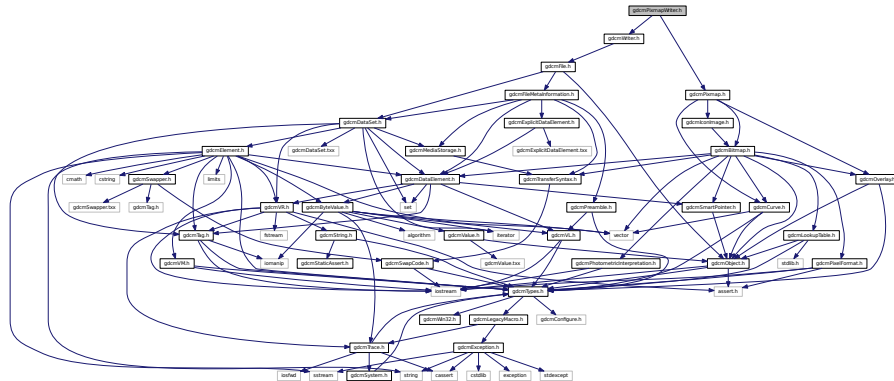 gdcmPixmapWriter.h
gdcmWriter.h
gdcmFile.h
gdcmFileMetaInformation.h
gdcmPixmap.h
gdcmDataSet.h
gdcmExplicitDataElement.h
gdcmIconImage.h
gdcmElement.h
gdcmDataSet.txx
gdcmMediaStorage.h
gdcmExplicitDataElement.txx
gdcmBitmap.h
cmath
cstring
gdcmSwapper.h
limits
gdcmDataElement.h
gdcmTransferSyntax.h
gdcmOverlay.h
gdcmSwapper.txx
gdcmTag.h
gdcmVR.h
gdcmByteValue.h
set
gdcmPreamble.h
gdcmSmartPointer.h
gdcmCurve.h
gdcmTag.h
fstream
gdcmString.h
algorithm
gdcmValue.h
iterator
gdcmVL.h
vector
gdcmLookupTable.h
gdcmVM.h
iomanip
gdcmStaticAssert.h
gdcmSwapCode.h
gdcmValue.txx
gdcmPhotometricInterpretation.h
gdcmObject.h
stdlib.h
gdcmPixelFormat.h
iostream
gdcmTypes.h
assert.h
gdcmWin32.h
gdcmLegacyMacro.h
gdcmConfigure.h
gdcmTrace.h
gdcmException.h
iosfwd
sstream
gdcmSystem.h
string
cassert
cstdlib
exception
stdexcept